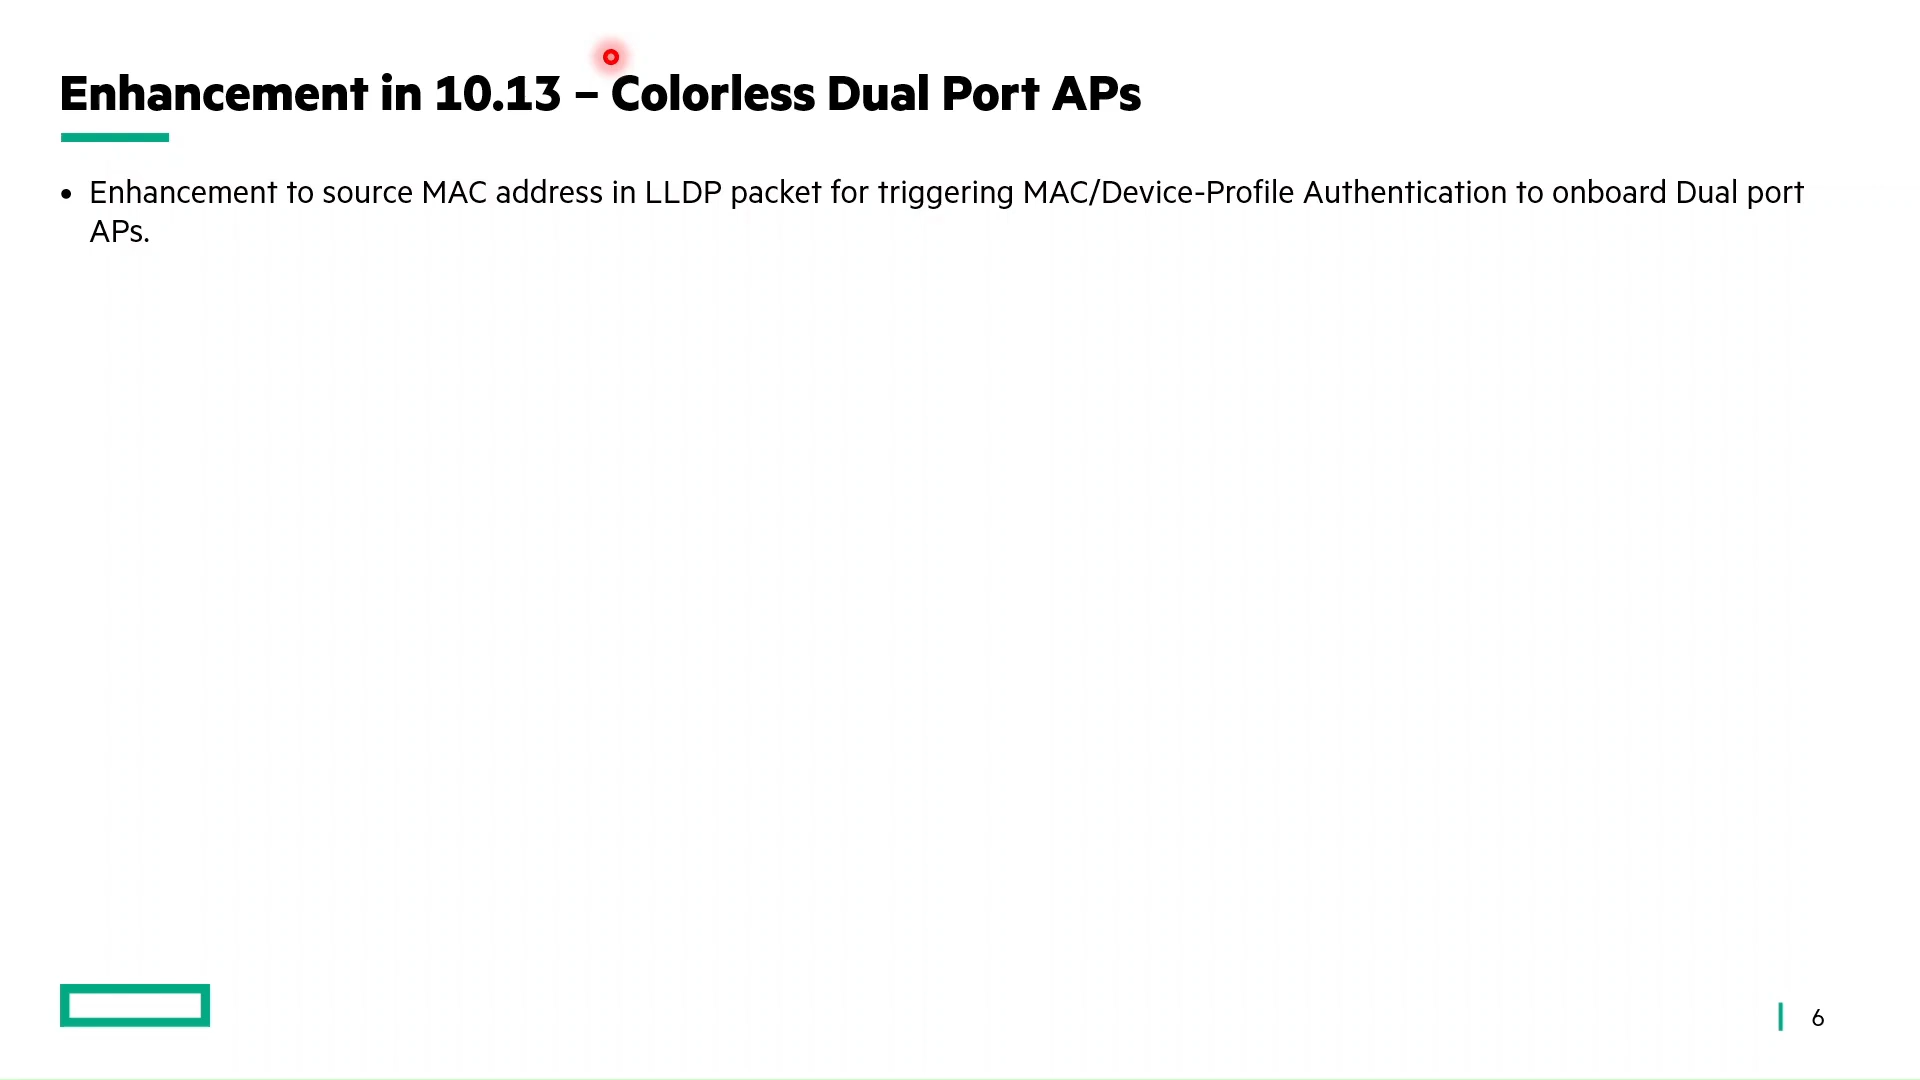 Enhancement in 10.13 – Colorless Dual Port APs
• Enhancement to source MAC address in LLDP packet for triggering MAC/Device-Profile Authentication to onboard Dual port
APs.
6